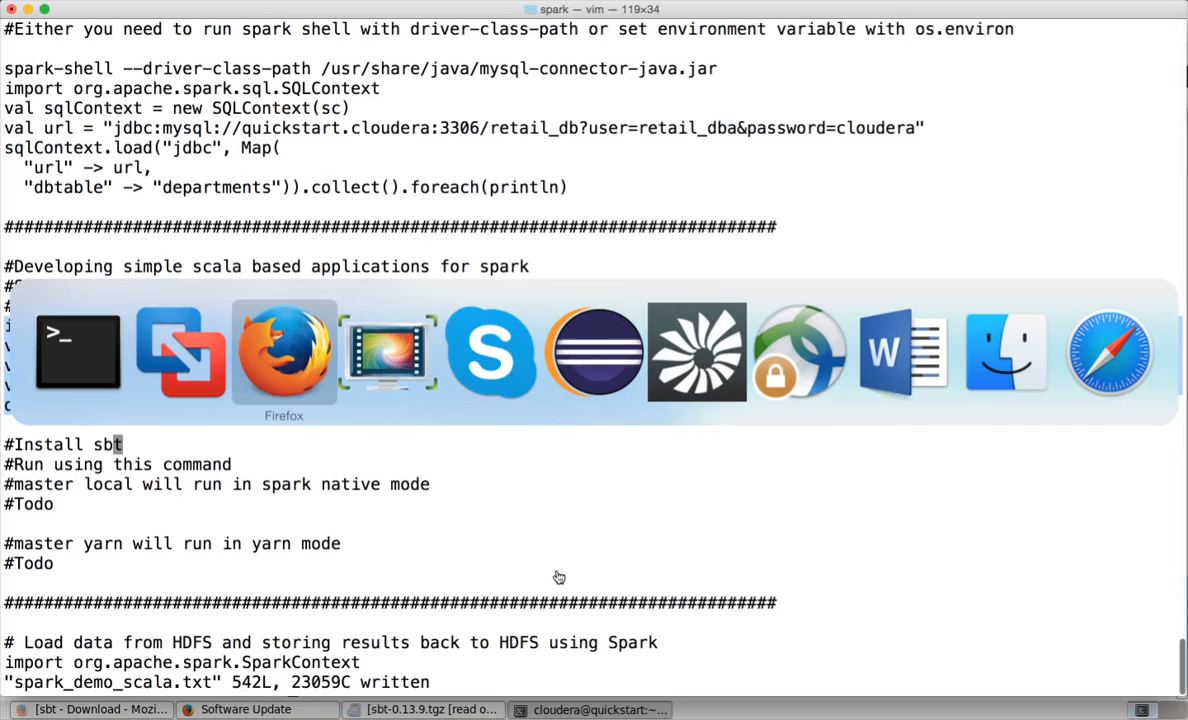 spark — vim — 119×34
#Either you need to run spark shell with driver-class-path or set environment variable with os.environ
spark-shell --driver-class-path /usr/share/java/mysql-connector-java.jar
import org.apache.spark.sql.SQLContext
val sqlContext = new SQLContext(sc)
val url = "jdbc:mysql://quickstart.cloudera:3306/retail_db?user=retail_dba&password=cloudera"
sqlContext.load("jdbc", Map(
"url" -> url,
"dbtable" -> "departments")).collect().foreach(println)
##############################################################################
#Developing simple scala based applications for spark
>_
S
W
Firefox
#Install sbt
#Run using this command
#master local will run in spark native mode
#Todo
#master yarn will run in yarn mode
#Todo
##############################################################################
# Load data from HDFS and storing results back to HDFS using Spark
import org.apache.spark.SparkContext
"spark_demo_scala.txt" 542L, 23059C written
[sbt - Download - Mozi... Software Update [sbt-0.13.9.tgz [read o... cloudera@quickstart:~...